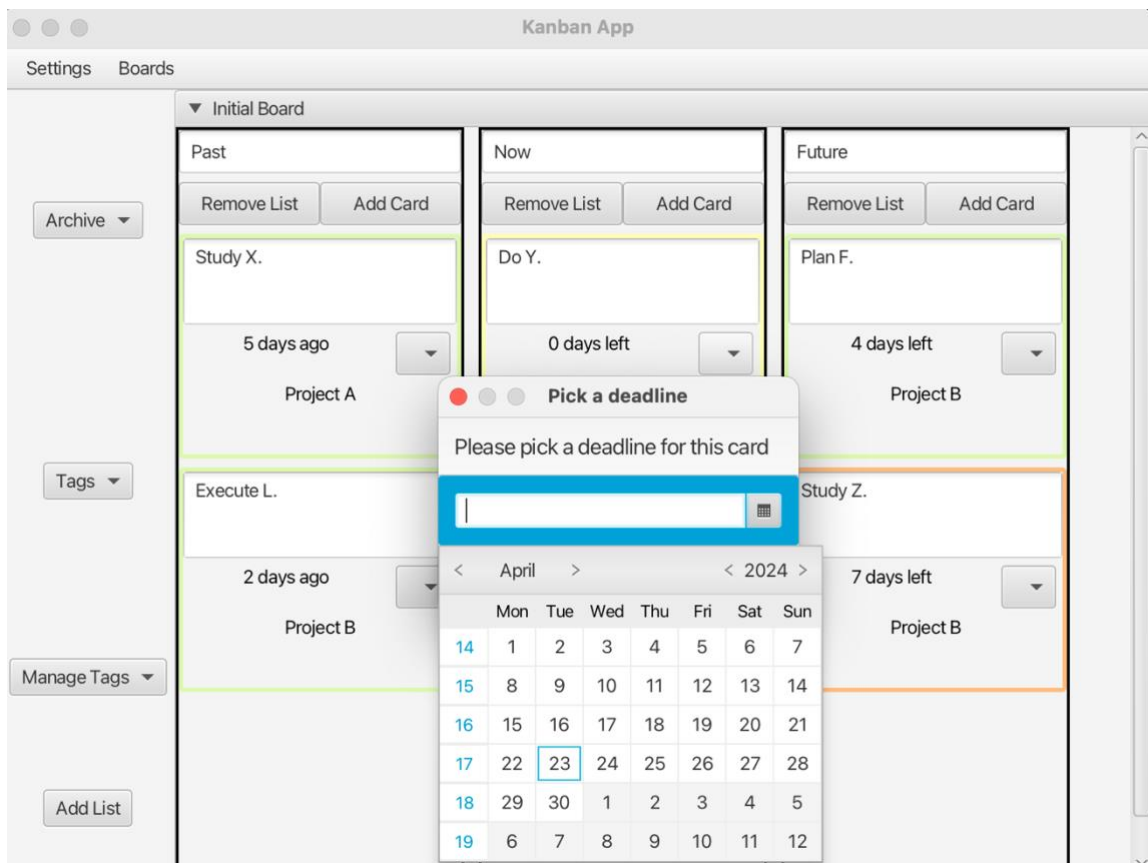 Kanban App
Settings Boards
Initial Board
Past Now Future
Remove List Add Card Remove List Add Card Remove List Add Card
Archive
Study X. Do Y. Plan F.
5 days ago 0 days left 4 days left
Project A Project B
Pick a deadline
Please pick a deadline for this card
Tags
Execute L. Study Z.
April 2024
2 days ago 7 days left
Mon Tue Wed Thu Fri Sat Sun
Project B Project B
14 1 2 3 4 5 6 7
Manage Tags
15 8 9 10 11 12 13 14
16 15 16 17 18 19 20 21
17 22 23 24 25 26 27 28
18 29 30 1 2 3 4 5
Add List
19 6 7 8 9 10 11 12